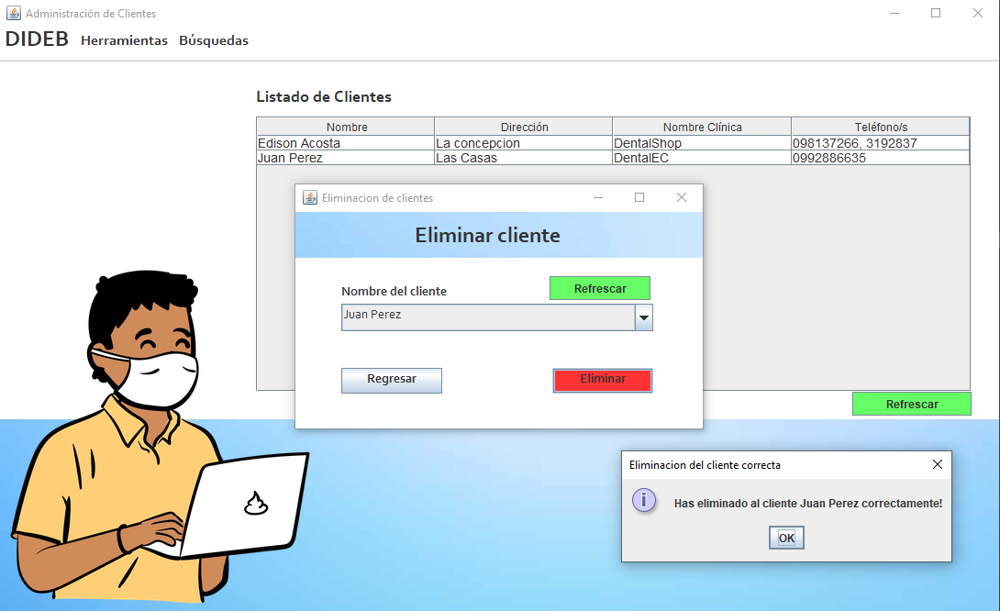 Administración de Clientes
DIDEB Herramientas Búsquedas
Listado de Clientes
Nombre Dirección Nombre Clínica Teléfono/s
Edison Acosta La concepcion DentalShop 098137266, 3192837
Juan Perez Las Casas DentalEC 0992886635
Eliminacion de clientes
Eliminar cliente
Nombre del cliente Refrescar
Juan Perez
Regresar Eliminar
Refrescar
Eliminacion del cliente correcta
Has eliminado al cliente Juan Perez correctamente!
OK